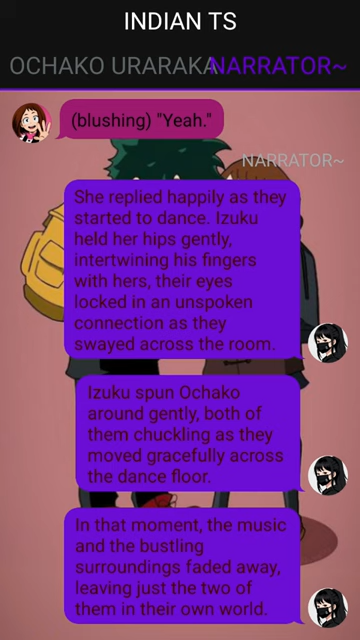 INDIAN TS
OCHAKO URARAKA NARRATOR~
(blushing) "Yeah."
NARRATOR~
She replied happily as they
started to dance. Izuku
held her hips gently,
intertwining his fingers
with hers, their eyes
locked in an unspoken
connection as they
swayed across the room.
Izuku spun Ochako
around gently, both of
them chuckling as they
moved gracefully across
the dance floor.
In that moment, the music
and the bustling
surroundings faded away,
leaving just the two of
them in their own world.